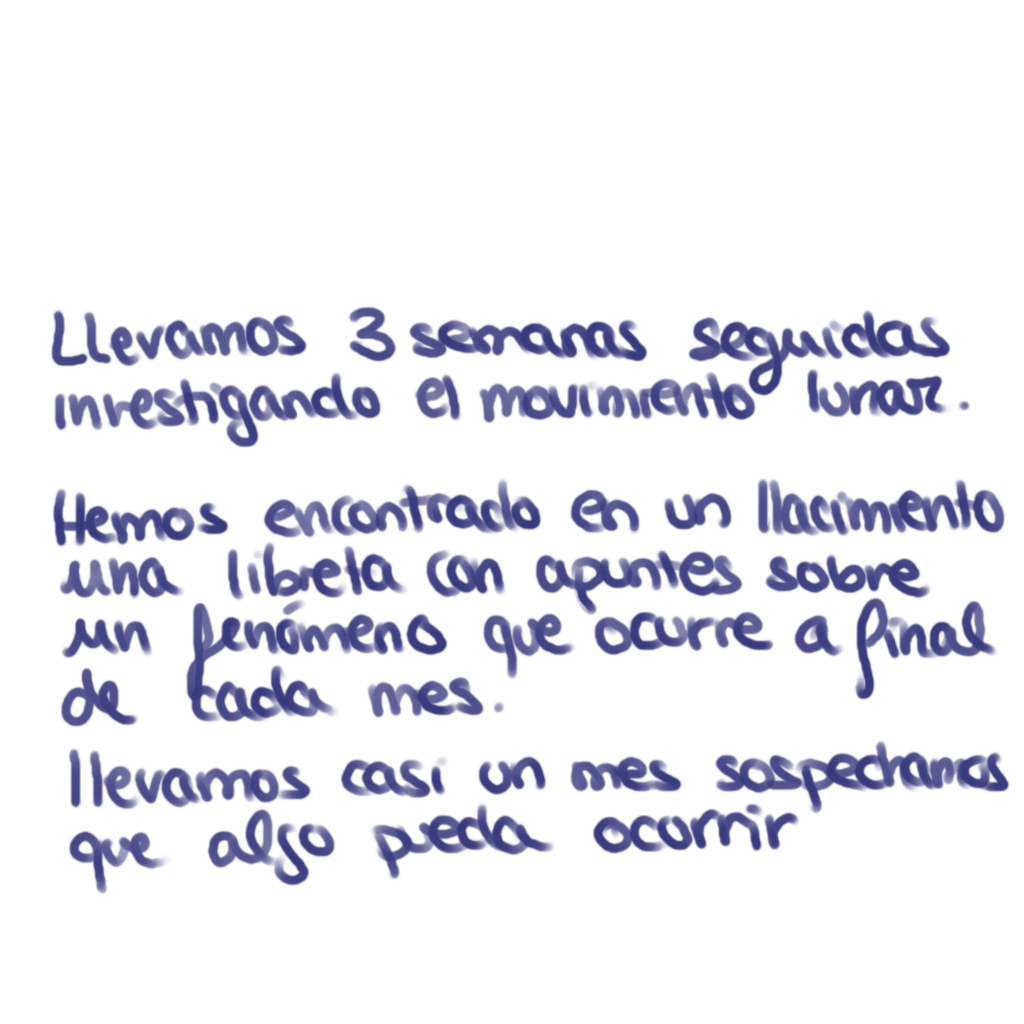 Llevamos 3 semanas seguidas
investigando el movimiento lunar.
Hemos encontrado en un llacimiento
una libreta con apuntes sobre
un fenómeno que ocurre a final
de cada mes.
llevamos casi un mes sospechamos
que algo pueda ocorrir